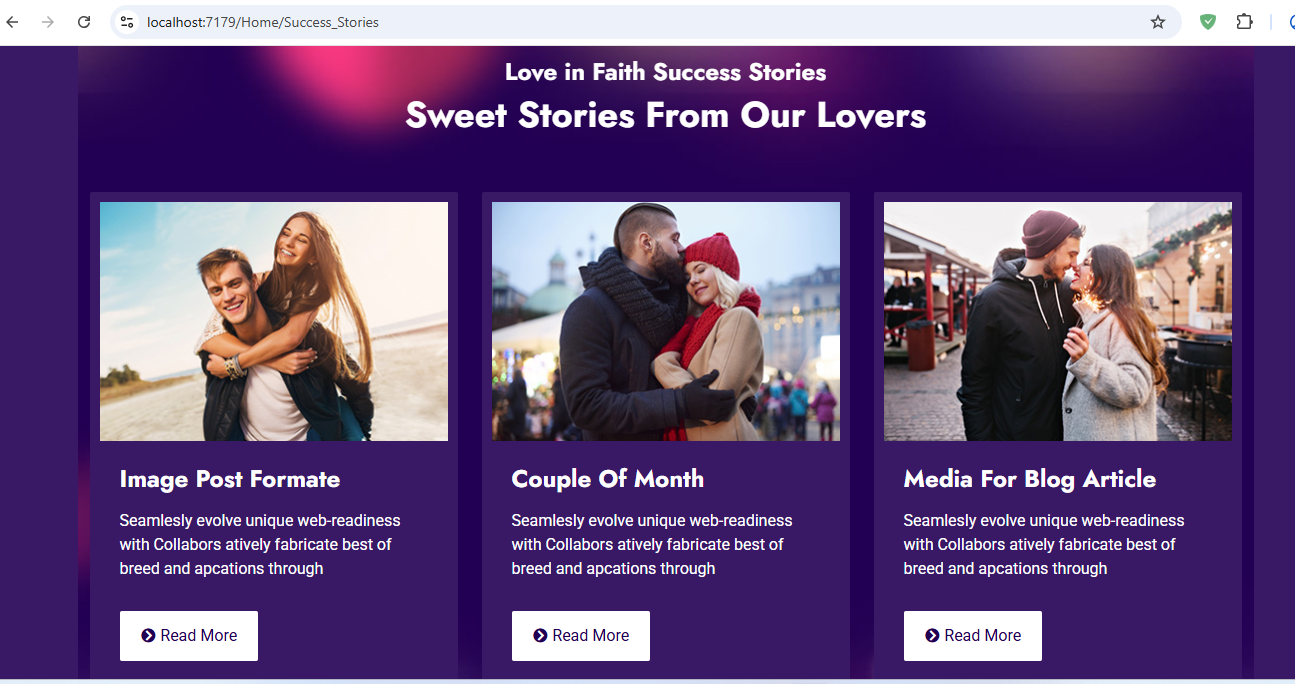 localhost:7179/Home/Success_Stories
Love in Faith Success Stories
Sweet Stories From Our Lovers
Image Post Formate
Seamlesly evolve unique web-readiness
with Collabors atively fabricate best of
breed and apcations through
Read More
Couple Of Month
Seamlesly evolve unique web-readiness
with Collabors atively fabricate best of
breed and apcations through
Read More
Media For Blog Article
Seamlesly evolve unique web-readiness
with Collabors atively fabricate best of
breed and apcations through
Read More